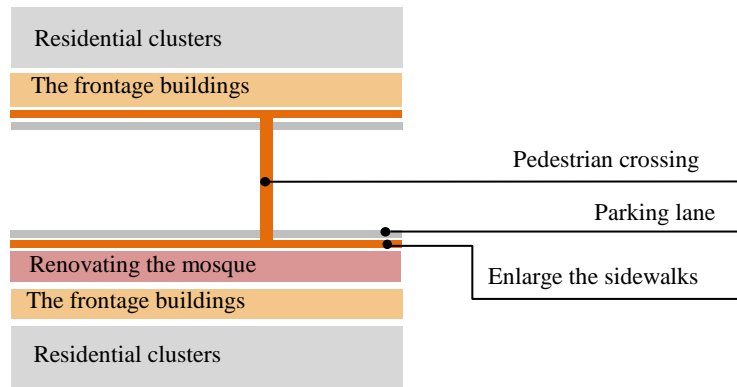 Residential clusters
The frontage buildings
Pedestrian crossing
Parking lane
Renovating the mosque
Enlarge the sidewalks
The frontage buildings
Residential clusters